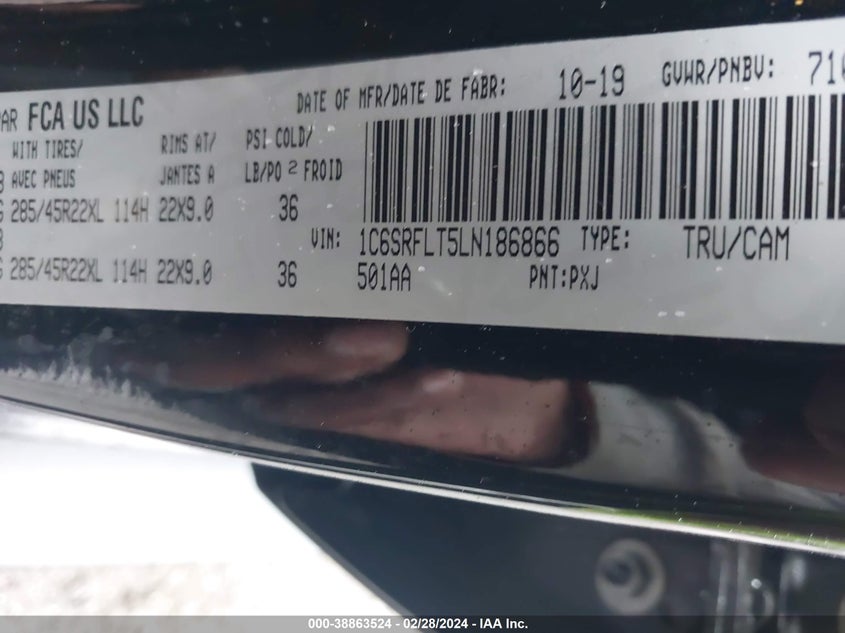 FCA US LLC DATE OF MFR/DATE DE FABR: 10-19 GVWR/PNBV:
WITH TIRES/ RIMS AT/ PSI COLD/
AVEC PNEUS JANTES A LB/PO 2 FROID
285/45R22XL 114H 22X9.0 36
VIN: 1C6SRFLT5LN186866 TYPE: TRU/CAM
285/45R22XL 114H 22X9.0 36 501AA PNT:PXJ
000-38863524 - 02/28/2024 - IAA Inc.